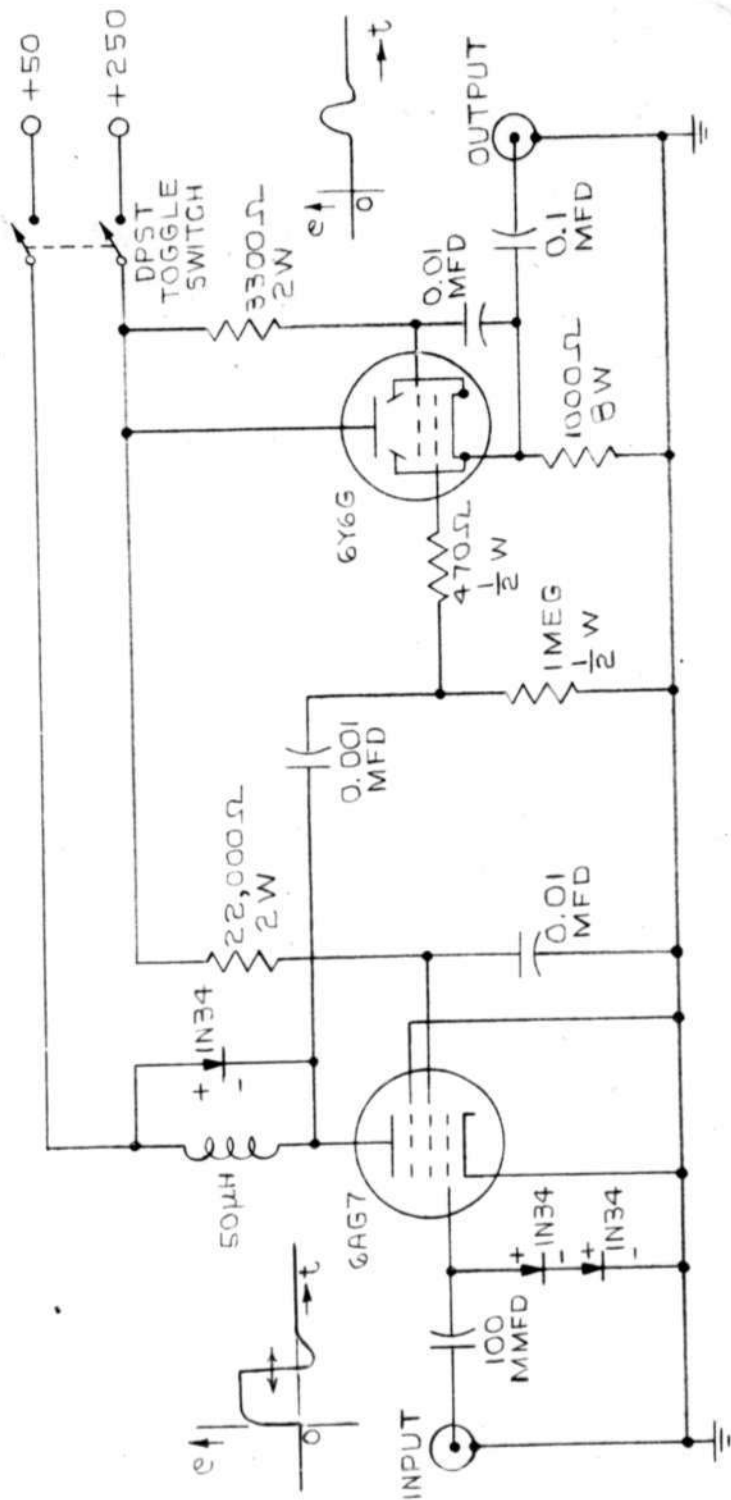 +50
+250
DPST
TOGGLE
SWITCH
e
0
t
3300Ω
2W
0.01
MFD
OUTPUT
0.1
MFD
1000Ω
8W
6Y6G
470Ω
1/2 W
1MEG
1/2 W
0.001
MFD
22,000Ω
2W
0.01
MFD
+
1N34
-
50μH
6AG7
e
0
t
+
1N34
-
+
1N34
-
100
MMFD
INPUT